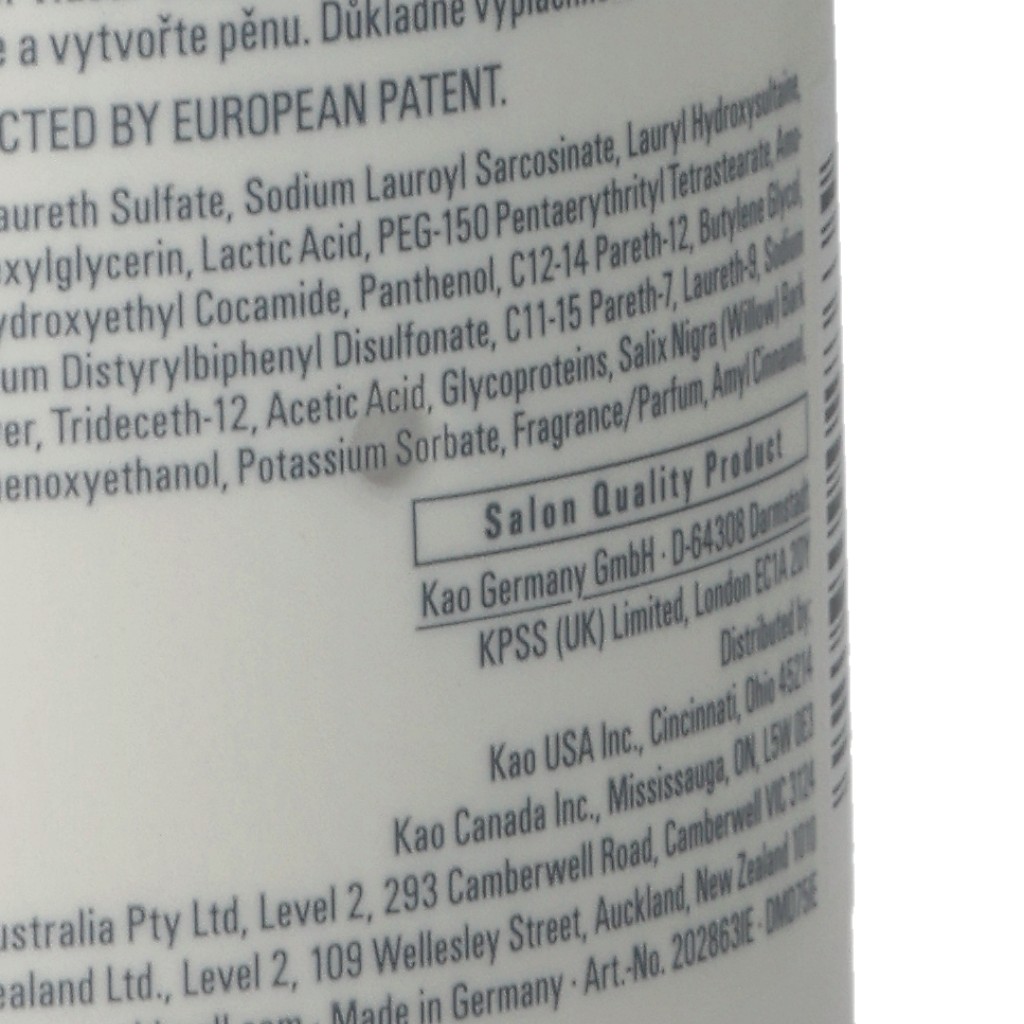 a vytvořte pěnu. Důkladně
CTED BY EUROPEAN PATENT.
aureth Sulfate, Sodium Lauroyl Sarcosinate, Lauryl Hydroxysultaine,
xylglycerin, Lactic Acid, PEG-150 Pentaerythrityl Tetrastearate, Amo-
ydroxyethyl Cocamide, Panthenol, C12-14 Pareth-12, Butylene Glycol,
um Distyrylbiphenyl Disulfonate, C11-15 Pareth-7, Laureth-9, Sodium
er, Trideceth-12, Acetic Acid, Glycoproteins, Salix Nigra (Willow) Bark
enoxyethanol, Potassium Sorbate, Fragrance/Parfum, Amyl Cinnamal,
Salon Quality Product
Kao Germany GmbH · D-64308 Darmstadt
KPSS (UK) Limited, London EC1A 2DY
Distributed by:
Kao USA Inc., Cincinnati, Ohio 45214
Kao Canada Inc., Mississauga, ON, L5W 0E3
ustralia Pty Ltd, Level 2, 293 Camberwell Road, Camberwell VIC 3124
ealand Ltd., Level 2, 109 Wellesley Street, Auckland, New Zealand 1010
Made in Germany · Art.-No. 202863IE · DMD75IE